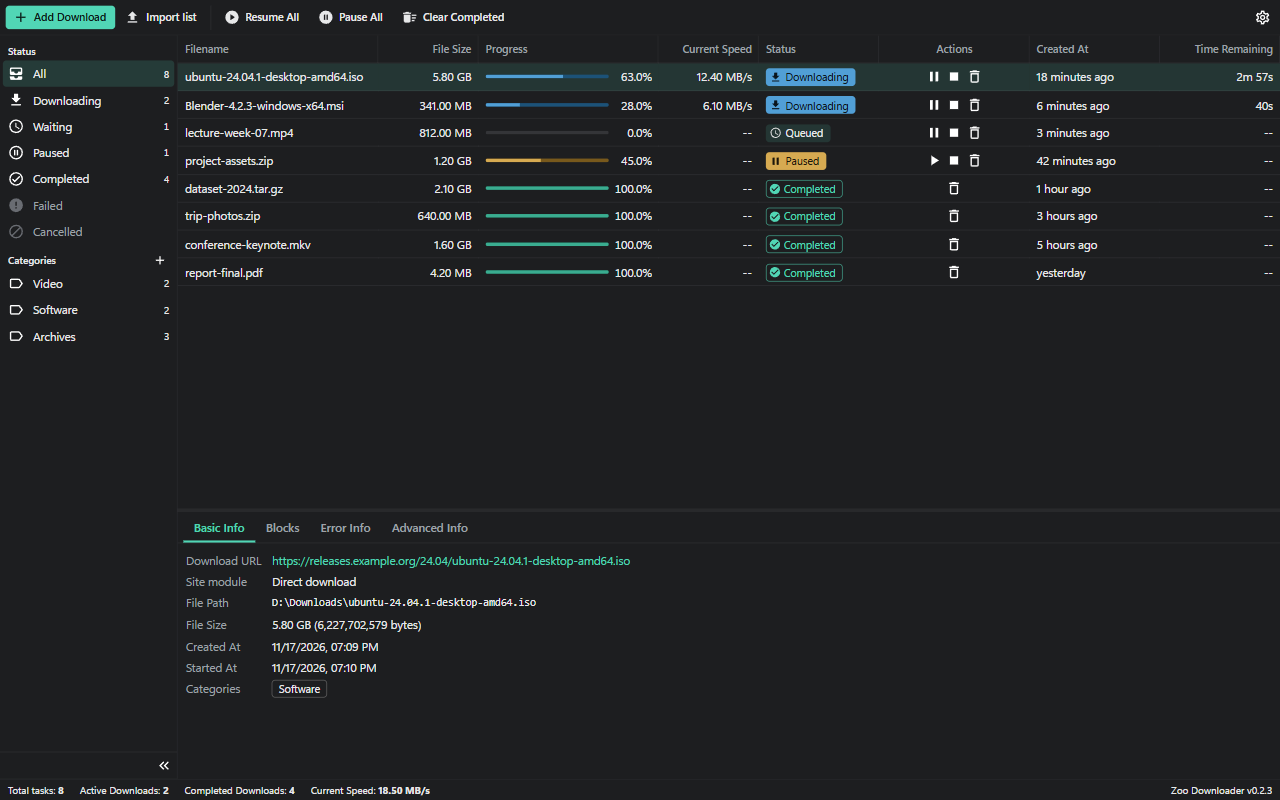 Add Download Import list Resume All Pause All Clear Completed
Status
All 8
Downloading 2
Waiting 1
Paused 1
Completed 4
Failed
Cancelled
Categories
Video 2
Software 2
Archives 3
Filename File Size Progress Current Speed Status Actions Created At Time Remaining
ubuntu-24.04.1-desktop-amd64.iso 5.80 GB 63.0% 12.40 MB/s Downloading 18 minutes ago 2m 57s
Blender-4.2.3-windows-x64.msi 341.00 MB 28.0% 6.10 MB/s Downloading 6 minutes ago 40s
lecture-week-07.mp4 812.00 MB 0.0% -- Queued 3 minutes ago --
project-assets.zip 1.20 GB 45.0% -- Paused 42 minutes ago --
dataset-2024.tar.gz 2.10 GB 100.0% -- Completed 1 hour ago --
trip-photos.zip 640.00 MB 100.0% -- Completed 3 hours ago --
conference-keynote.mkv 1.60 GB 100.0% -- Completed 5 hours ago --
report-final.pdf 4.20 MB 100.0% -- Completed yesterday --
Basic Info Blocks Error Info Advanced Info
Download URL https://releases.example.org/24.04/ubuntu-24.04.1-desktop-amd64.iso
Site module Direct download
File Path D:\Downloads\ubuntu-24.04.1-desktop-amd64.iso
File Size 5.80 GB (6,227,702,579 bytes)
Created At 11/17/2026, 07:09 PM
Started At 11/17/2026, 07:10 PM
Categories Software
Total tasks: 8 Active Downloads: 2 Completed Downloads: 4 Current Speed: 18.50 MB/s Zoo Downloader v0.2.3